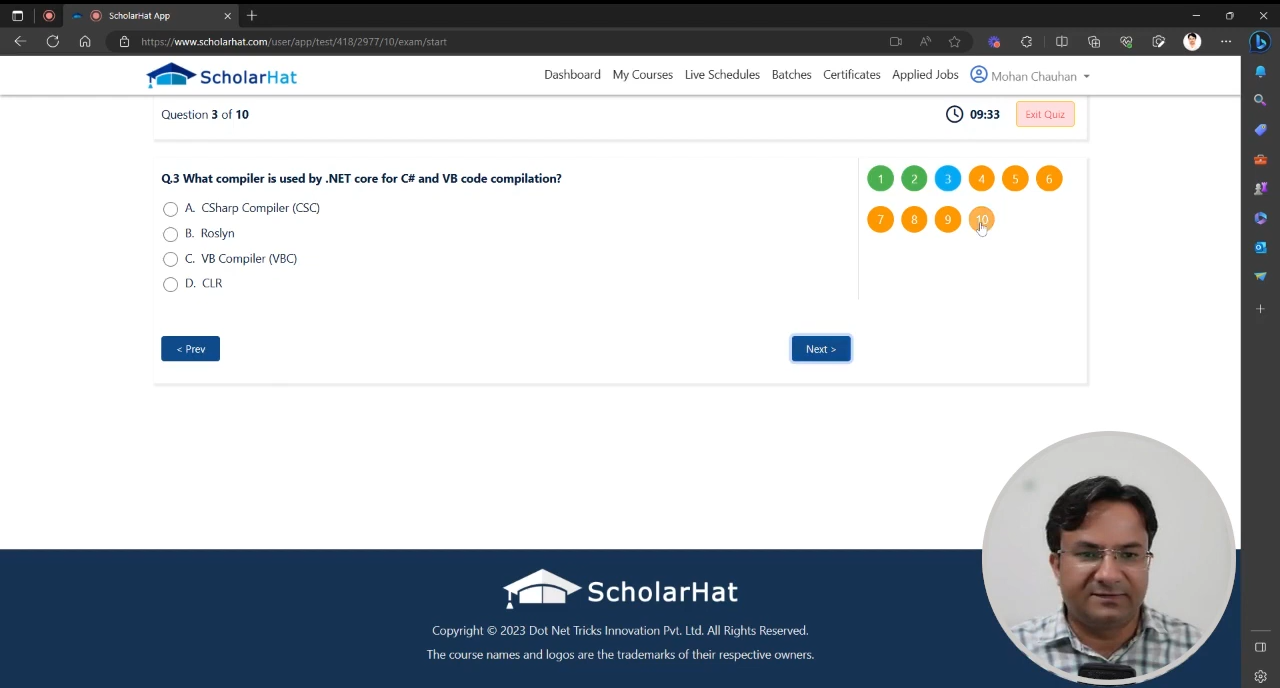 ScholarHat App
https://www.scholarhat.com/user/app/test/418/2977/10/exam/start
ScholarHat
Dashboard My Courses Live Schedules Batches Certificates Applied Jobs Mohan Chauhan
Question 3 of 10
09:33
Exit Quiz
Q.3 What compiler is used by .NET core for C# and VB code compilation?
A. CSharp Compiler (CSC)
B. Roslyn
C. VB Compiler (VBC)
D. CLR
1 2 3 4 5 6
7 8 9 10
< Prev
Next >
ScholarHat
Copyright © 2023 Dot Net Tricks Innovation Pvt. Ltd. All Rights Reserved.
The course names and logos are the trademarks of their respective owners.